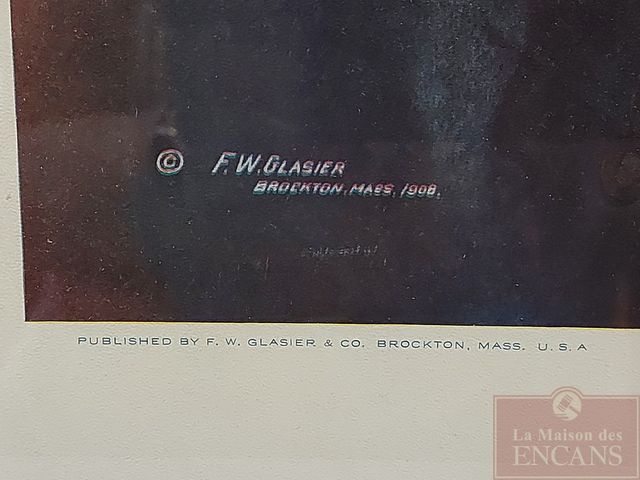 © F. W. GLASIER
BROCKTON, MASS. 1908.
PUBLISHED BY F. W. GLASIER & CO. BROCKTON, MASS. U. S. A
La Maison des
ENCANS